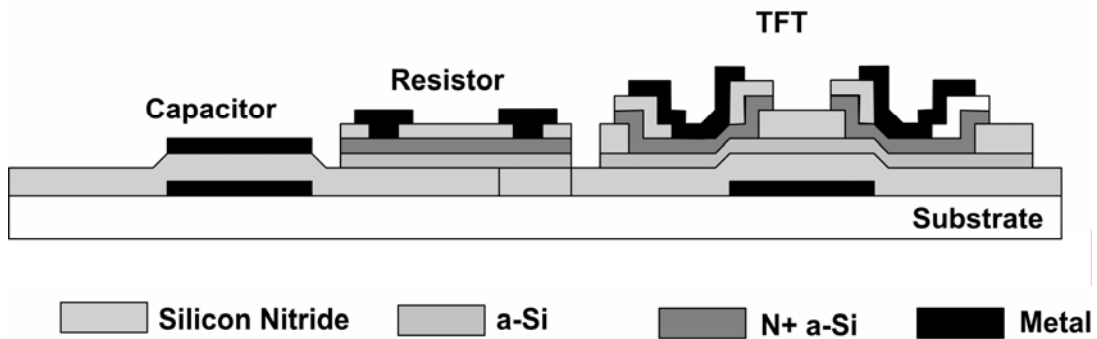 TFT
Resistor
Capacitor
Substrate
Silicon Nitride
a-Si
N+ a-Si
Metal